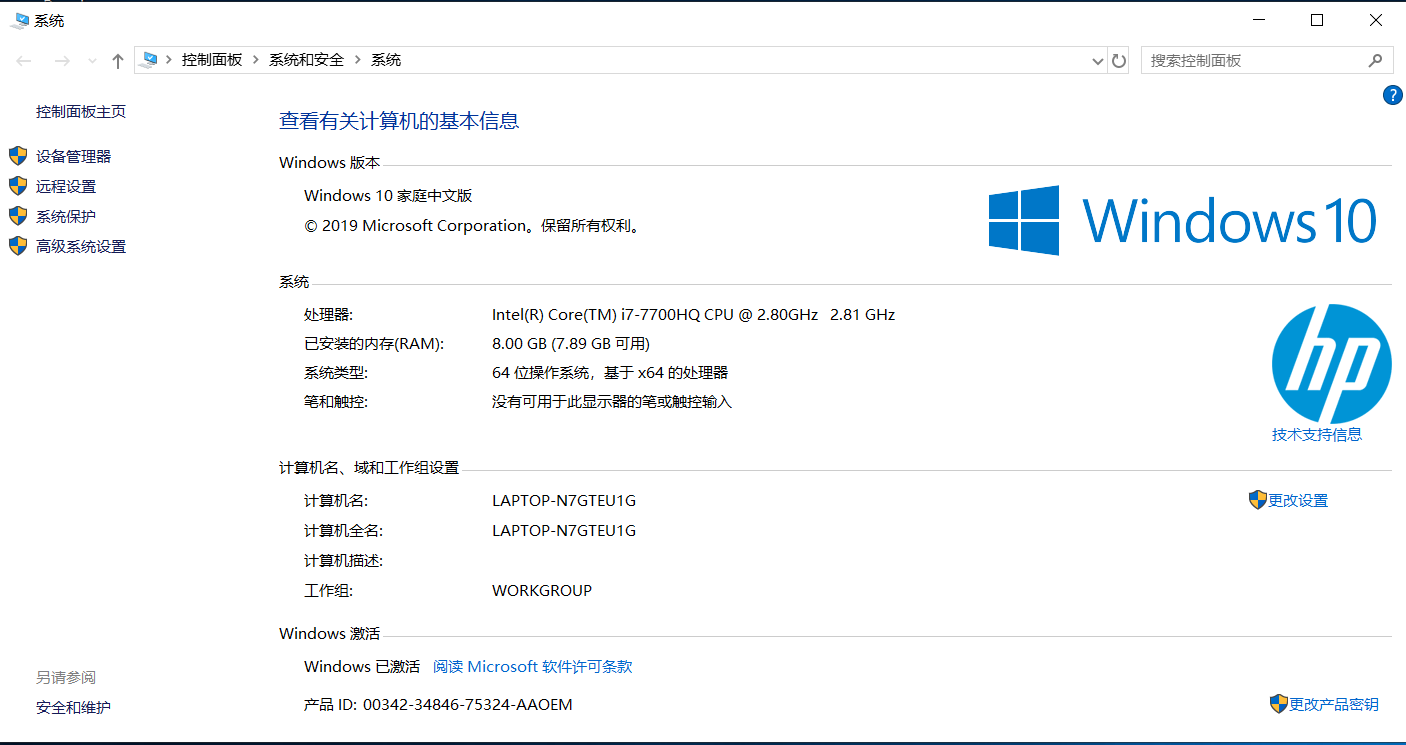 系统
控制面板 系统和安全 系统
搜索控制面板
?
控制面板主页
设备管理器
远程设置
系统保护
高级系统设置
另请参阅
安全和维护
查看有关计算机的基本信息
Windows 版本
Windows 10 家庭中文版
© 2019 Microsoft Corporation。保留所有权利。
Windows 10
系统
处理器: Intel(R) Core(TM) i7-7700HQ CPU @ 2.80GHz 2.81 GHz
已安装的内存(RAM): 8.00 GB (7.89 GB 可用)
系统类型: 64 位操作系统，基于 x64 的处理器
笔和触控: 没有可用于此显示器的笔或触控输入
hp
技术支持信息
计算机名、域和工作组设置
计算机名: LAPTOP-N7GTEU1G
更改设置
计算机全名: LAPTOP-N7GTEU1G
计算机描述:
工作组: WORKGROUP
Windows 激活
Windows 已激活 阅读 Microsoft 软件许可条款
产品 ID: 00342-34846-75324-AAOEM
更改产品密钥